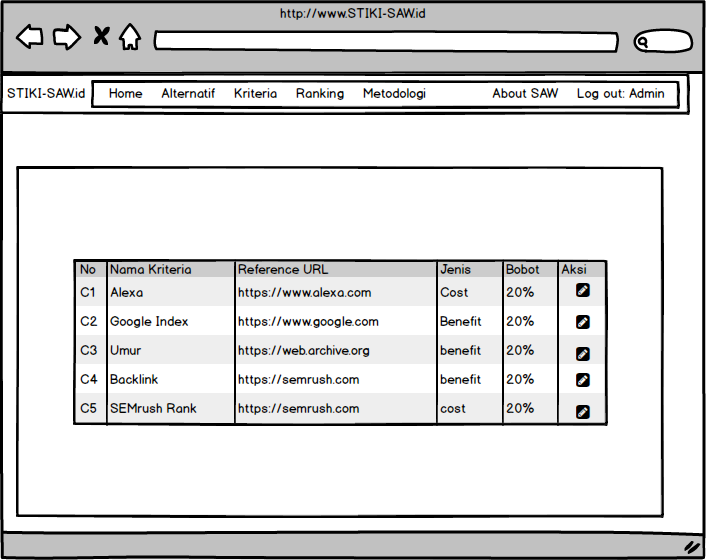 http://www.STIKI-SAW.id
STIKI-SAW.id Home Alternatif Kriteria Ranking Metodologi About SAW Log out: Admin
No Nama Kriteria Reference URL Jenis Bobot Aksi
C1 Alexa https://www.alexa.com Cost 20%
C2 Google Index https://www.google.com Benefit 20%
C3 Umur https://web.archive.org benefit 20%
C4 Backlink https://semrush.com benefit 20%
C5 SEMrush Rank https://semrush.com cost 20%